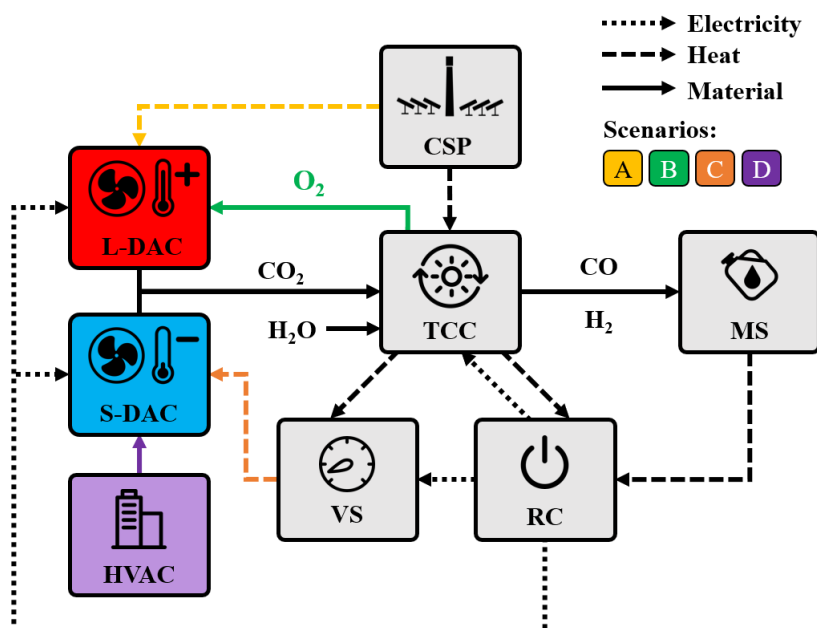 Electricity
Heat
Material
Scenarios:
A B C D
CSP
L-DAC
O₂
CO₂
H₂O
TCC
CO
H₂
MS
S-DAC
VS
RC
HVAC